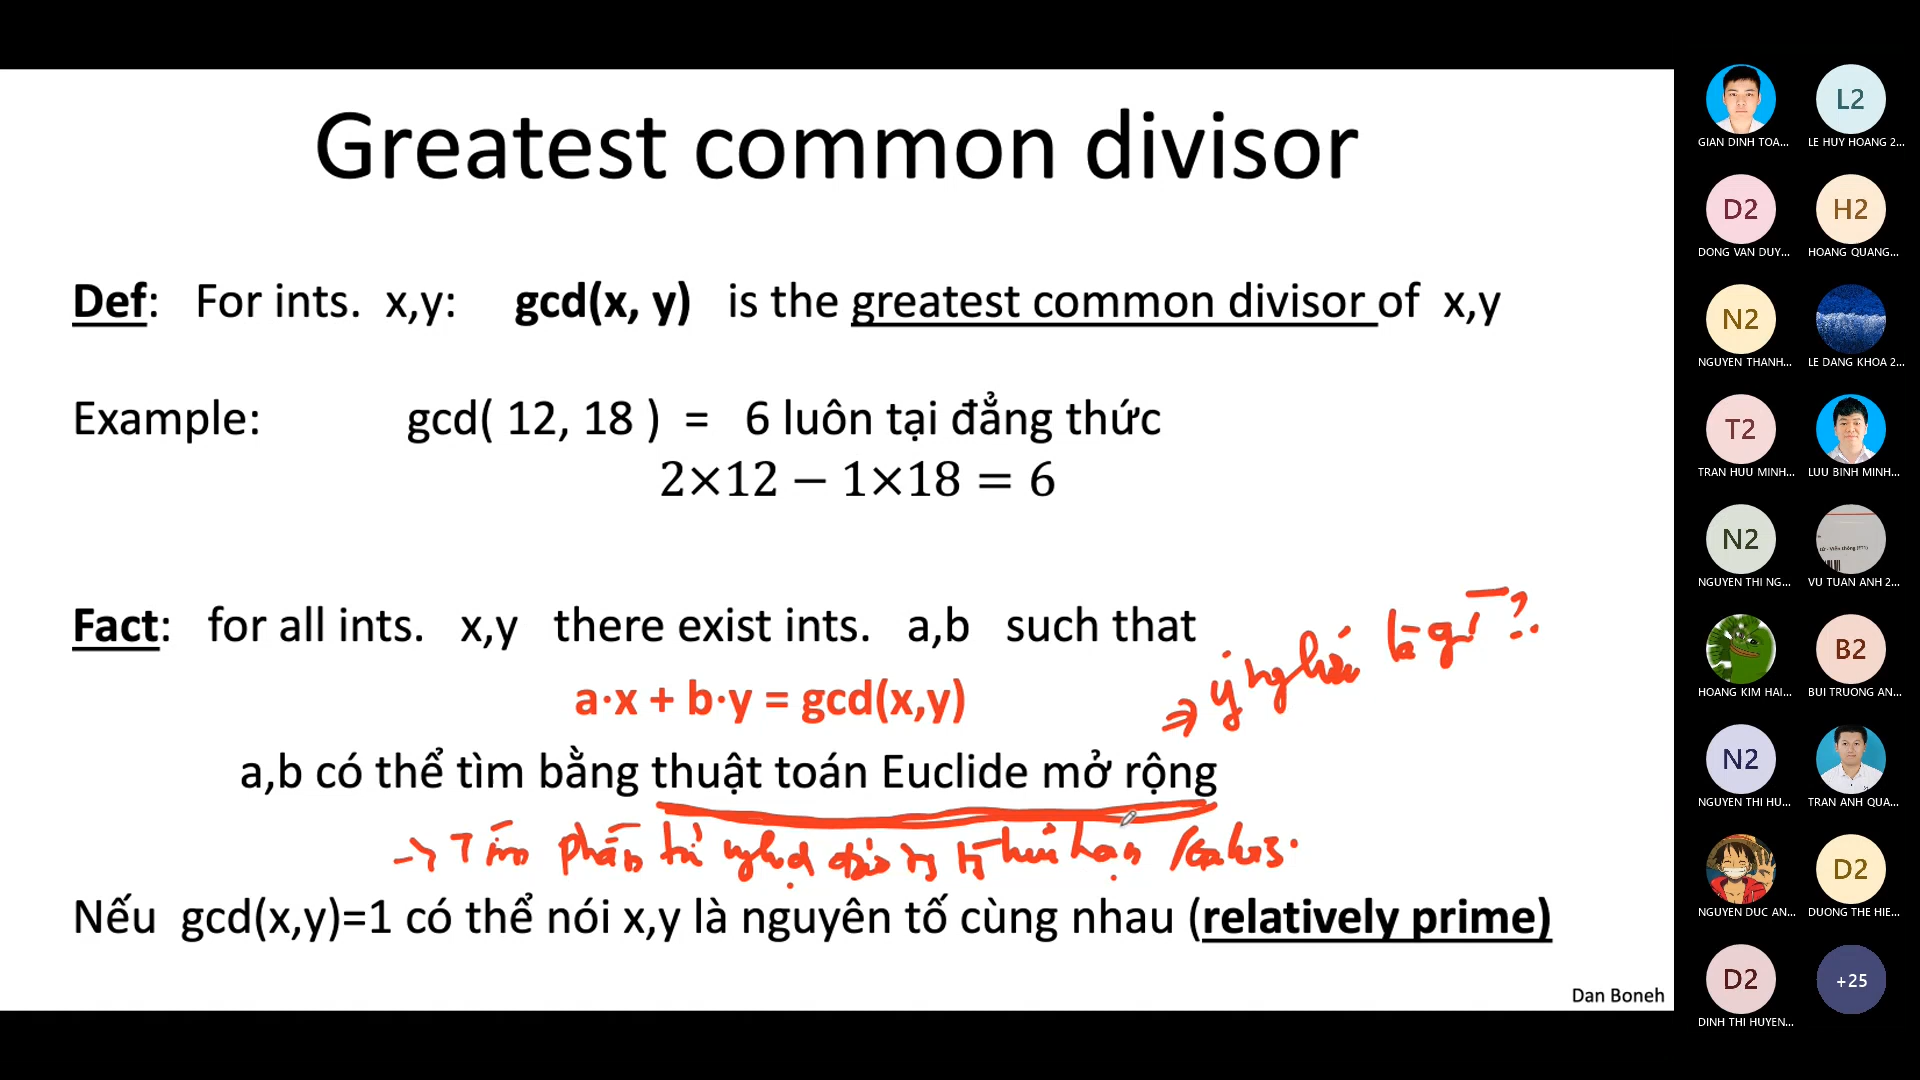 Greatest common divisor
Def: For ints. x,y: gcd(x, y) is the greatest common divisor of x,y
Example: gcd( 12, 18 ) = 6 luôn tại đẳng thức
2×12 − 1×18 = 6
Fact: for all ints. x,y there exist ints. a,b such that
⇒ ý nghĩa là gì ?
a·x + b·y = gcd(x,y)
a,b có thể tìm bằng thuật toán Euclide mở rộng
→ Tìm phần tử nghịch đảo
Nếu gcd(x,y)=1 có thể nói x,y là nguyên tố cùng nhau (relatively prime)
Dan Boneh
GIAN DINH TOA...
L2
LE HUY HOANG 2...
D2
DONG VAN DUY...
H2
HOANG QUANG...
N2
NGUYEN THANH...
LE DANG KHOA 2...
T2
TRAN HUU MINH...
LUU BINH MINH...
N2
NGUYEN THI NG...
VU TUAN ANH 2...
HOANG KIM HAI...
B2
BUI TRUONG AN...
N2
NGUYEN THI HU...
TRAN ANH QUA...
NGUYEN DUC AN...
D2
DUONG THE HIE...
D2
DINH THI HUYEN...
+25